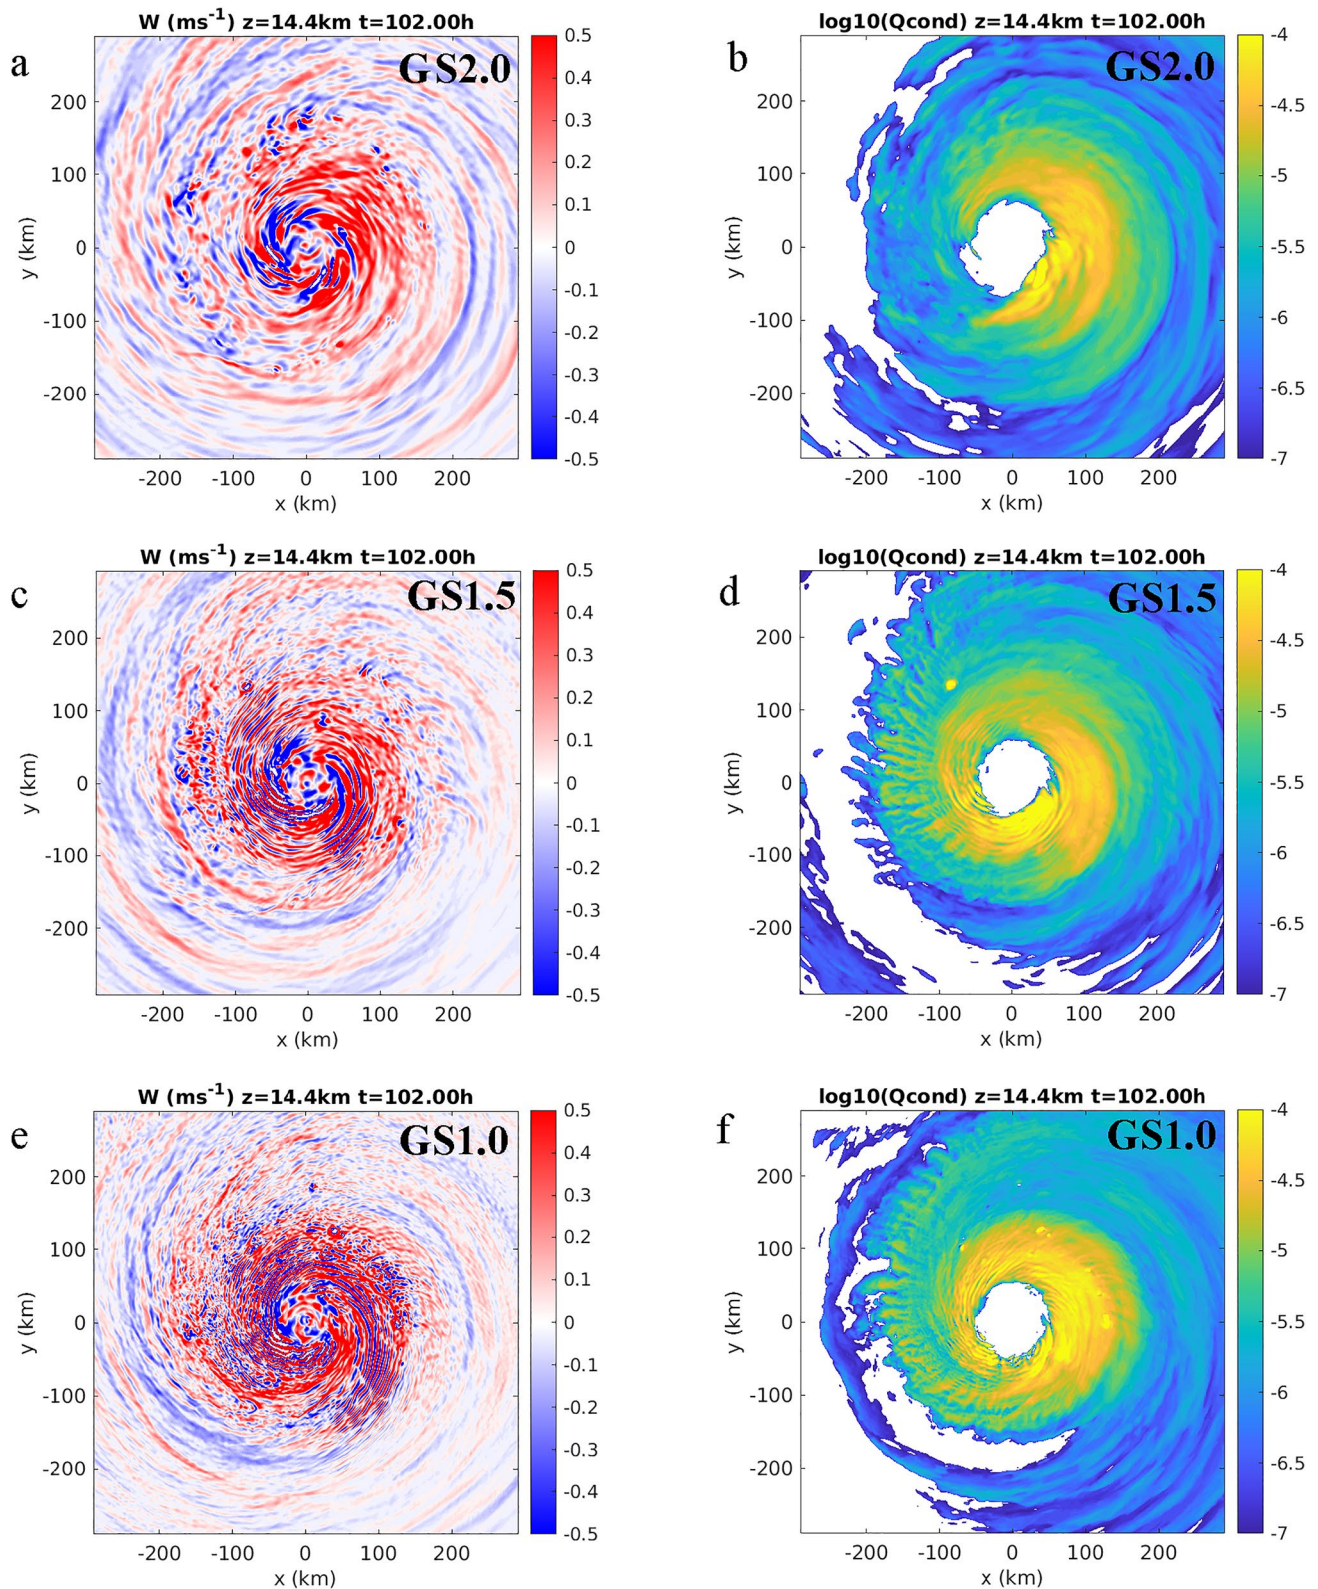 a
W (ms-1) z=14.4km t=102.00h
GS2.0
200
100
0
-100
-200
y (km)
-200 -100 0 100 200
x (km)
0.5
0.4
0.3
0.2
0.1
0
-0.1
-0.2
-0.3
-0.4
-0.5
b
log10(Qcond) z=14.4km t=102.00h
GS2.0
200
100
0
-100
-200
y (km)
-200 -100 0 100 200
x (km)
-4
-4.5
-5
-5.5
-6
-6.5
-7
c
W (ms-1) z=14.4km t=102.00h
GS1.5
200
100
0
-100
-200
y (km)
-200 -100 0 100 200
x (km)
0.5
0.4
0.3
0.2
0.1
0
-0.1
-0.2
-0.3
-0.4
-0.5
d
log10(Qcond) z=14.4km t=102.00h
GS1.5
200
100
0
-100
-200
y (km)
-200 -100 0 100 200
x (km)
-4
-4.5
-5
-5.5
-6
-6.5
-7
e
W (ms-1) z=14.4km t=102.00h
GS1.0
200
100
0
-100
-200
y (km)
-200 -100 0 100 200
x (km)
0.5
0.4
0.3
0.2
0.1
0
-0.1
-0.2
-0.3
-0.4
-0.5
f
log10(Qcond) z=14.4km t=102.00h
GS1.0
200
100
0
-100
-200
y (km)
-200 -100 0 100 200
x (km)
-4
-4.5
-5
-5.5
-6
-6.5
-7